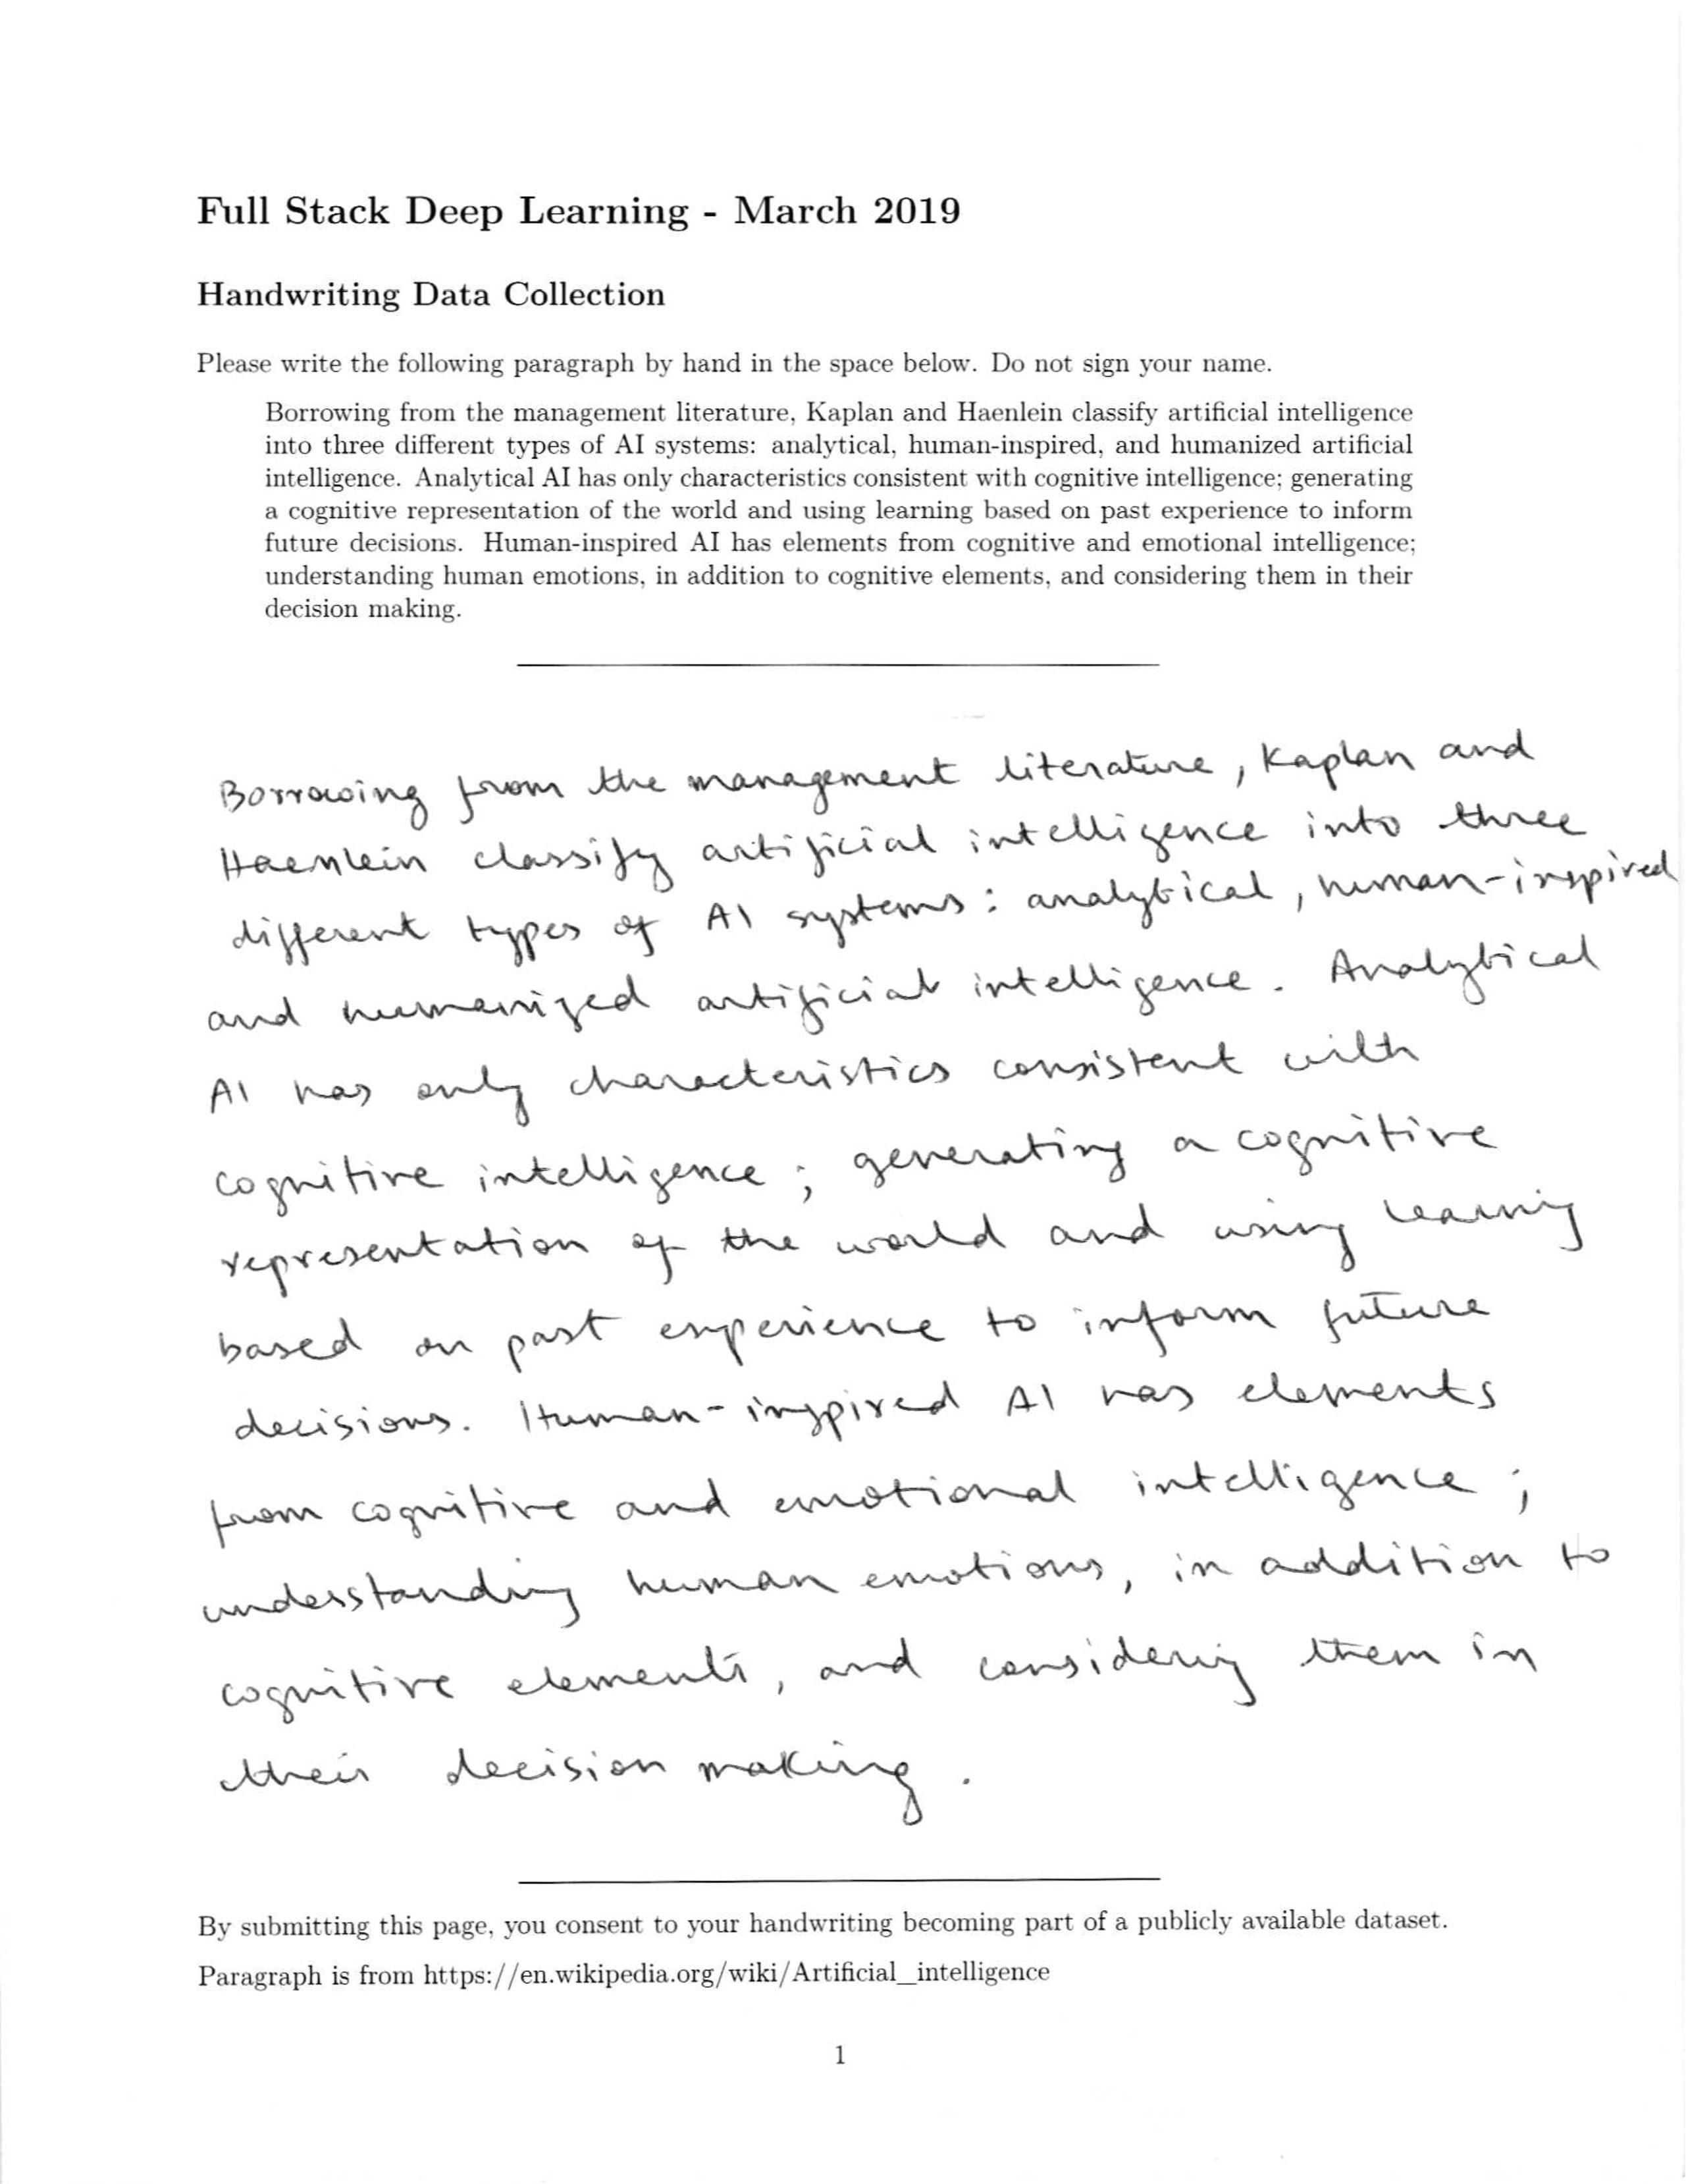 Full Stack Deep Learning - March 2019
Handwriting Data Collection
Please write the following paragraph by hand in the space below. Do not sign your name.
Borrowing from the management literature, Kaplan and Haenlein classify artificial intelligence
into three different types of AI systems: analytical, human-inspired, and humanized artificial
intelligence. Analytical AI has only characteristics consistent with cognitive intelligence; generating
a cognitive representation of the world and using learning based on past experience to inform
future decisions. Human-inspired AI has elements from cognitive and emotional intelligence;
understanding human emotions, in addition to cognitive elements, and considering them in their
decision making.
Borrowing from the management literature, Kaplan and
Haenlein classify artificial intelligence into three
different types of AI systems: analytical, human-inspired
and humanized artificial intelligence. Analytical
AI has only characteristics consistent with
cognitive intelligence; generating a cognitive
representation of the world and using learning
based on past experience to inform future
decisions. Human-inspired AI has elements
from cognitive and emotional intelligence;
understanding human emotions, in addition to
cognitive elements, and considering them in
their decision making.
By submitting this page, you consent to your handwriting becoming part of a publicly available dataset.
Paragraph is from https://en.wikipedia.org/wiki/Artificial_intelligence
1